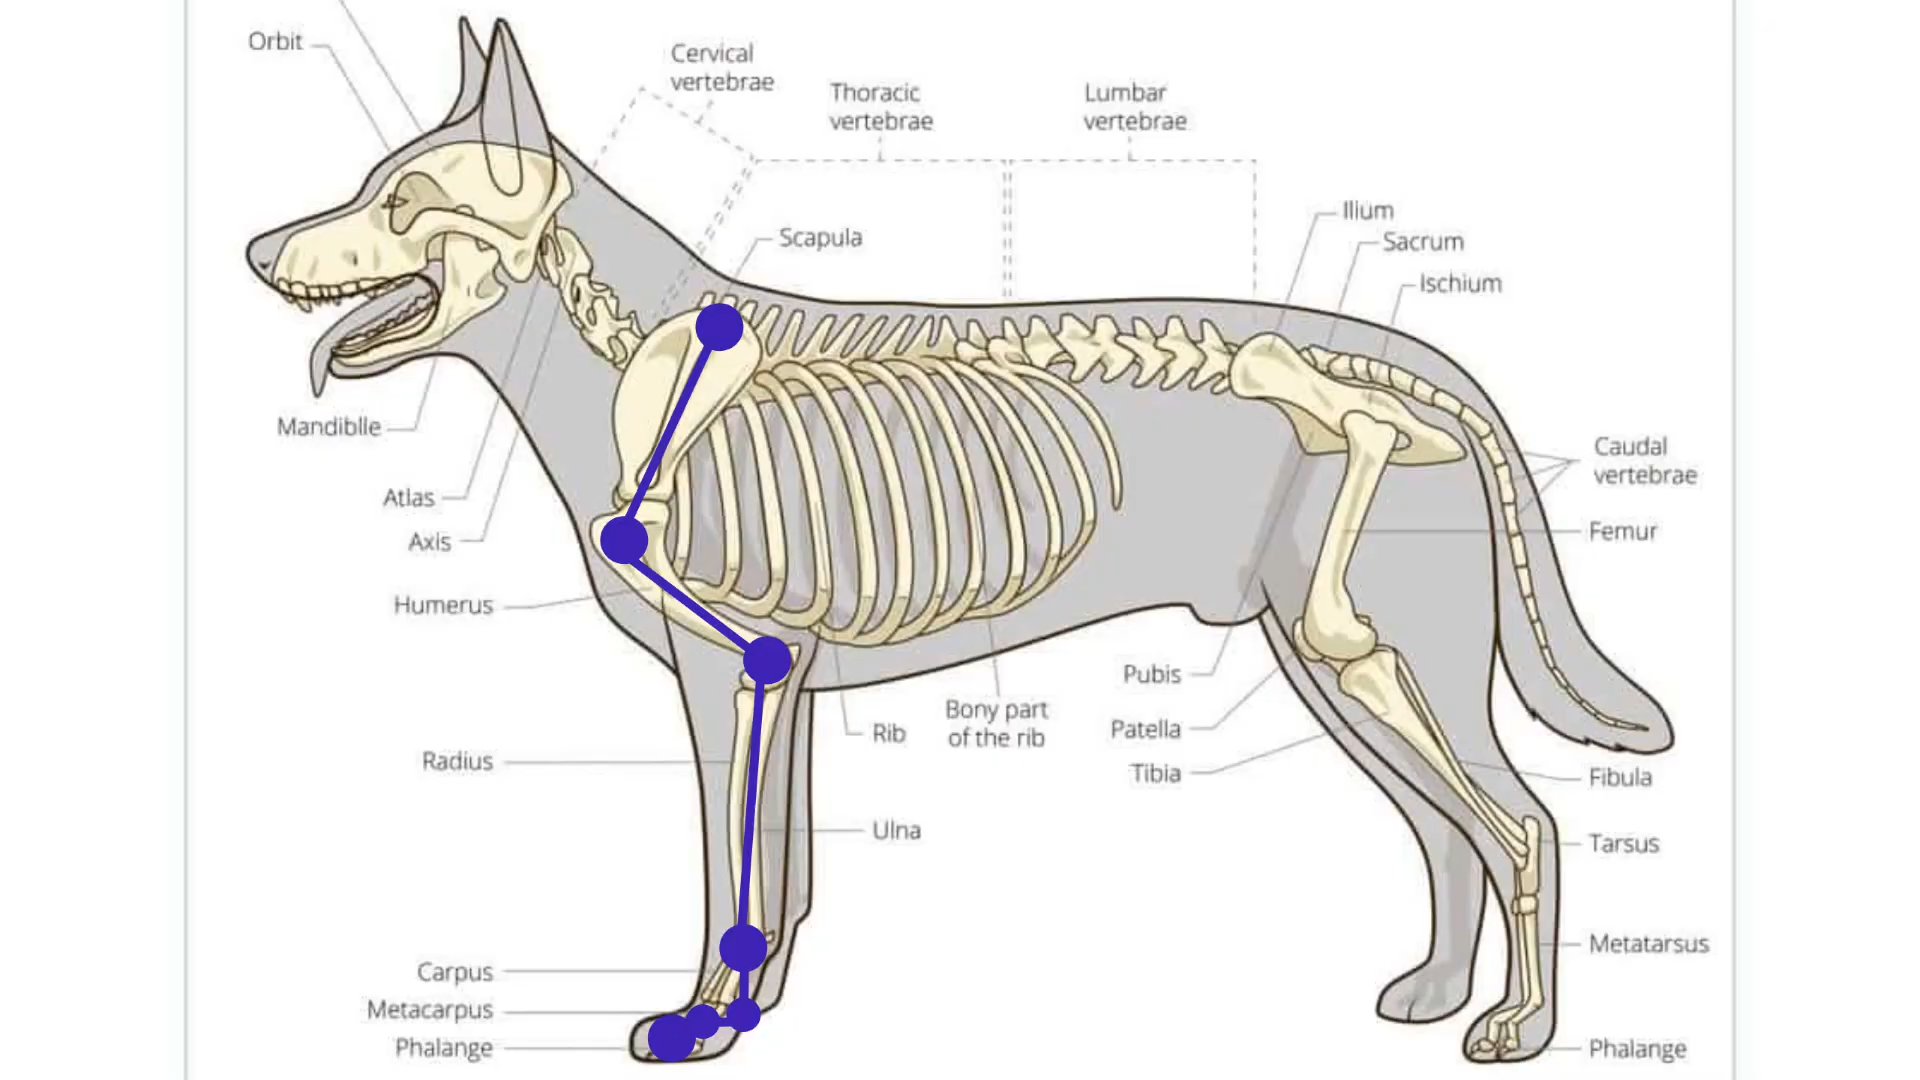 Orbit
Cervical
vertebrae
Thoracic
vertebrae
Lumbar
vertebrae
Scapula
Ilium
Sacrum
Ischium
Mandiblle
Atlas
Axis
Humerus
Caudal
vertebrae
Femur
Pubis
Patella
Tibia
Bony part
of the rib
Rib
Radius
Ulna
Fibula
Tarsus
Metatarsus
Carpus
Metacarpus
Phalange
Phalange